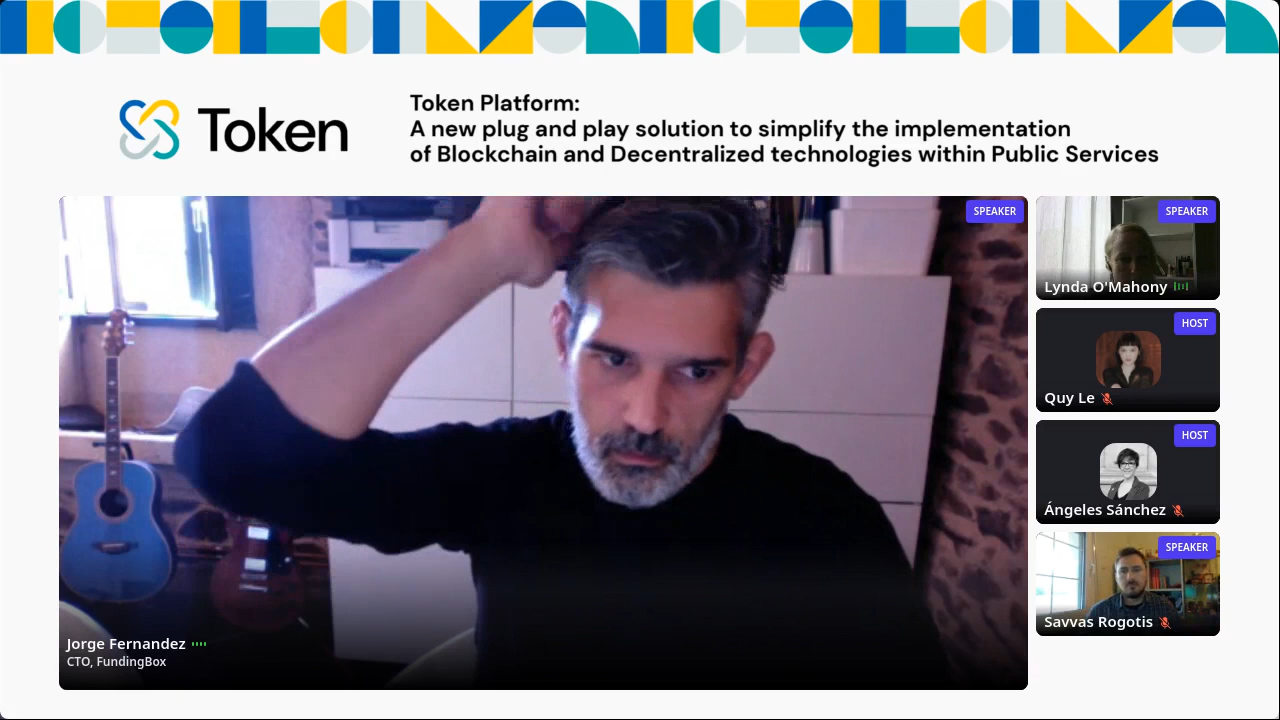 Token
Token Platform:
A new plug and play solution to simplify the implementation
of Blockchain and Decentralized technologies within Public Services
SPEAKER
Jorge Fernandez
CTO, FundingBox
SPEAKER
Lynda O'Mahony
HOST
Quy Le
HOST
Ángeles Sánchez
SPEAKER
Savvas Rogotis